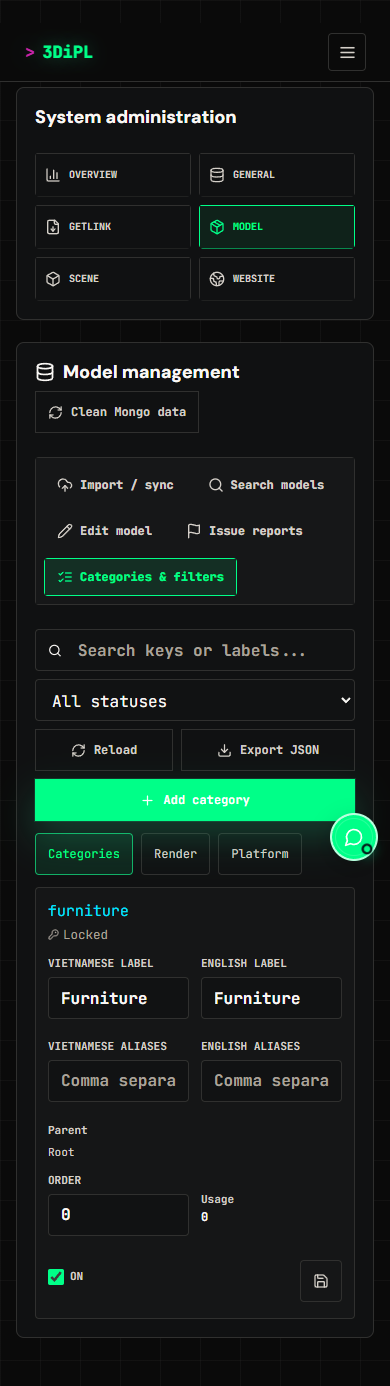 > 3DiPL
System administration
OVERVIEW
GENERAL
GETLINK
MODEL
SCENE
WEBSITE
Model management
Clean Mongo data
Import / sync
Search models
Edit model
Issue reports
Categories & filters
Search keys or labels...
All statuses
Reload
Export JSON
+ Add category
Categories
Render
Platform
furniture
Locked
VIETNAMESE LABEL
ENGLISH LABEL
Furniture
Furniture
VIETNAMESE ALIASES
ENGLISH ALIASES
Comma separa
Comma separa
Parent
Root
ORDER
0
Usage
0
ON